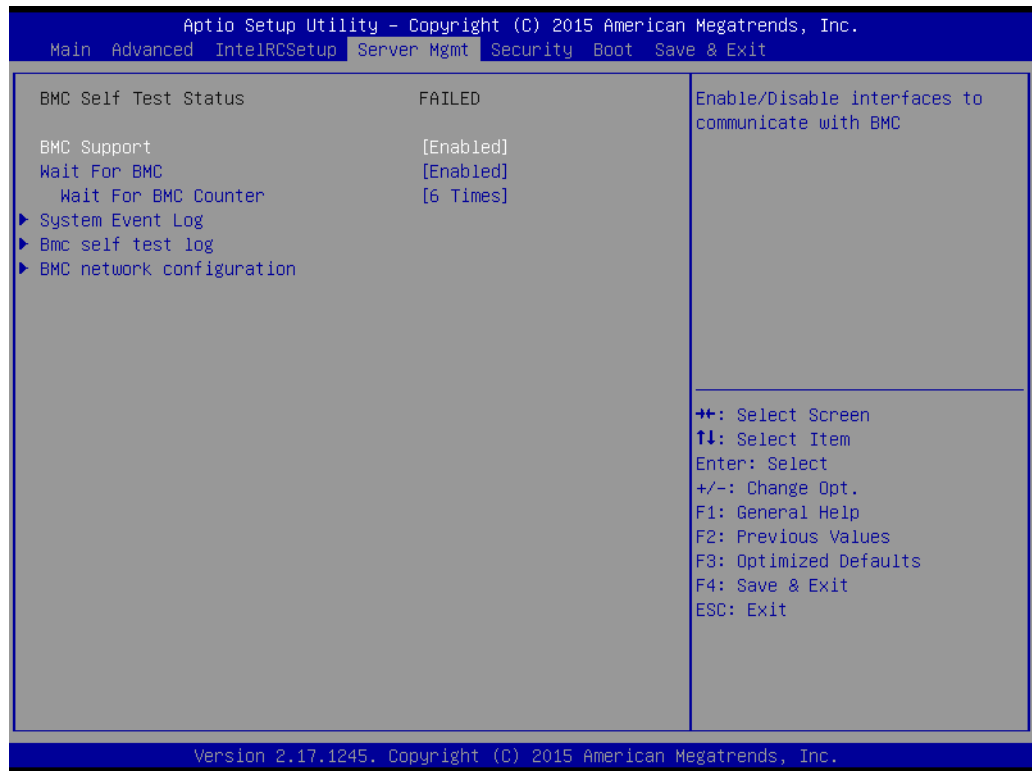 Aptio Setup Utility – Copyright (C) 2015 American Megatrends, Inc.
Main Advanced IntelRCSetup Server Mgmt Security Boot Save & Exit
BMC Self Test Status FAILED
BMC Support [Enabled]
Wait For BMC [Enabled]
Wait For BMC Counter [6 Times]
▶ System Event Log
▶ Bmc self test log
▶ BMC network configuration
Enable/Disable interfaces to
communicate with BMC
→←: Select Screen
↑↓: Select Item
Enter: Select
+/-: Change Opt.
F1: General Help
F2: Previous Values
F3: Optimized Defaults
F4: Save & Exit
ESC: Exit
Version 2.17.1245. Copyright (C) 2015 American Megatrends, Inc.